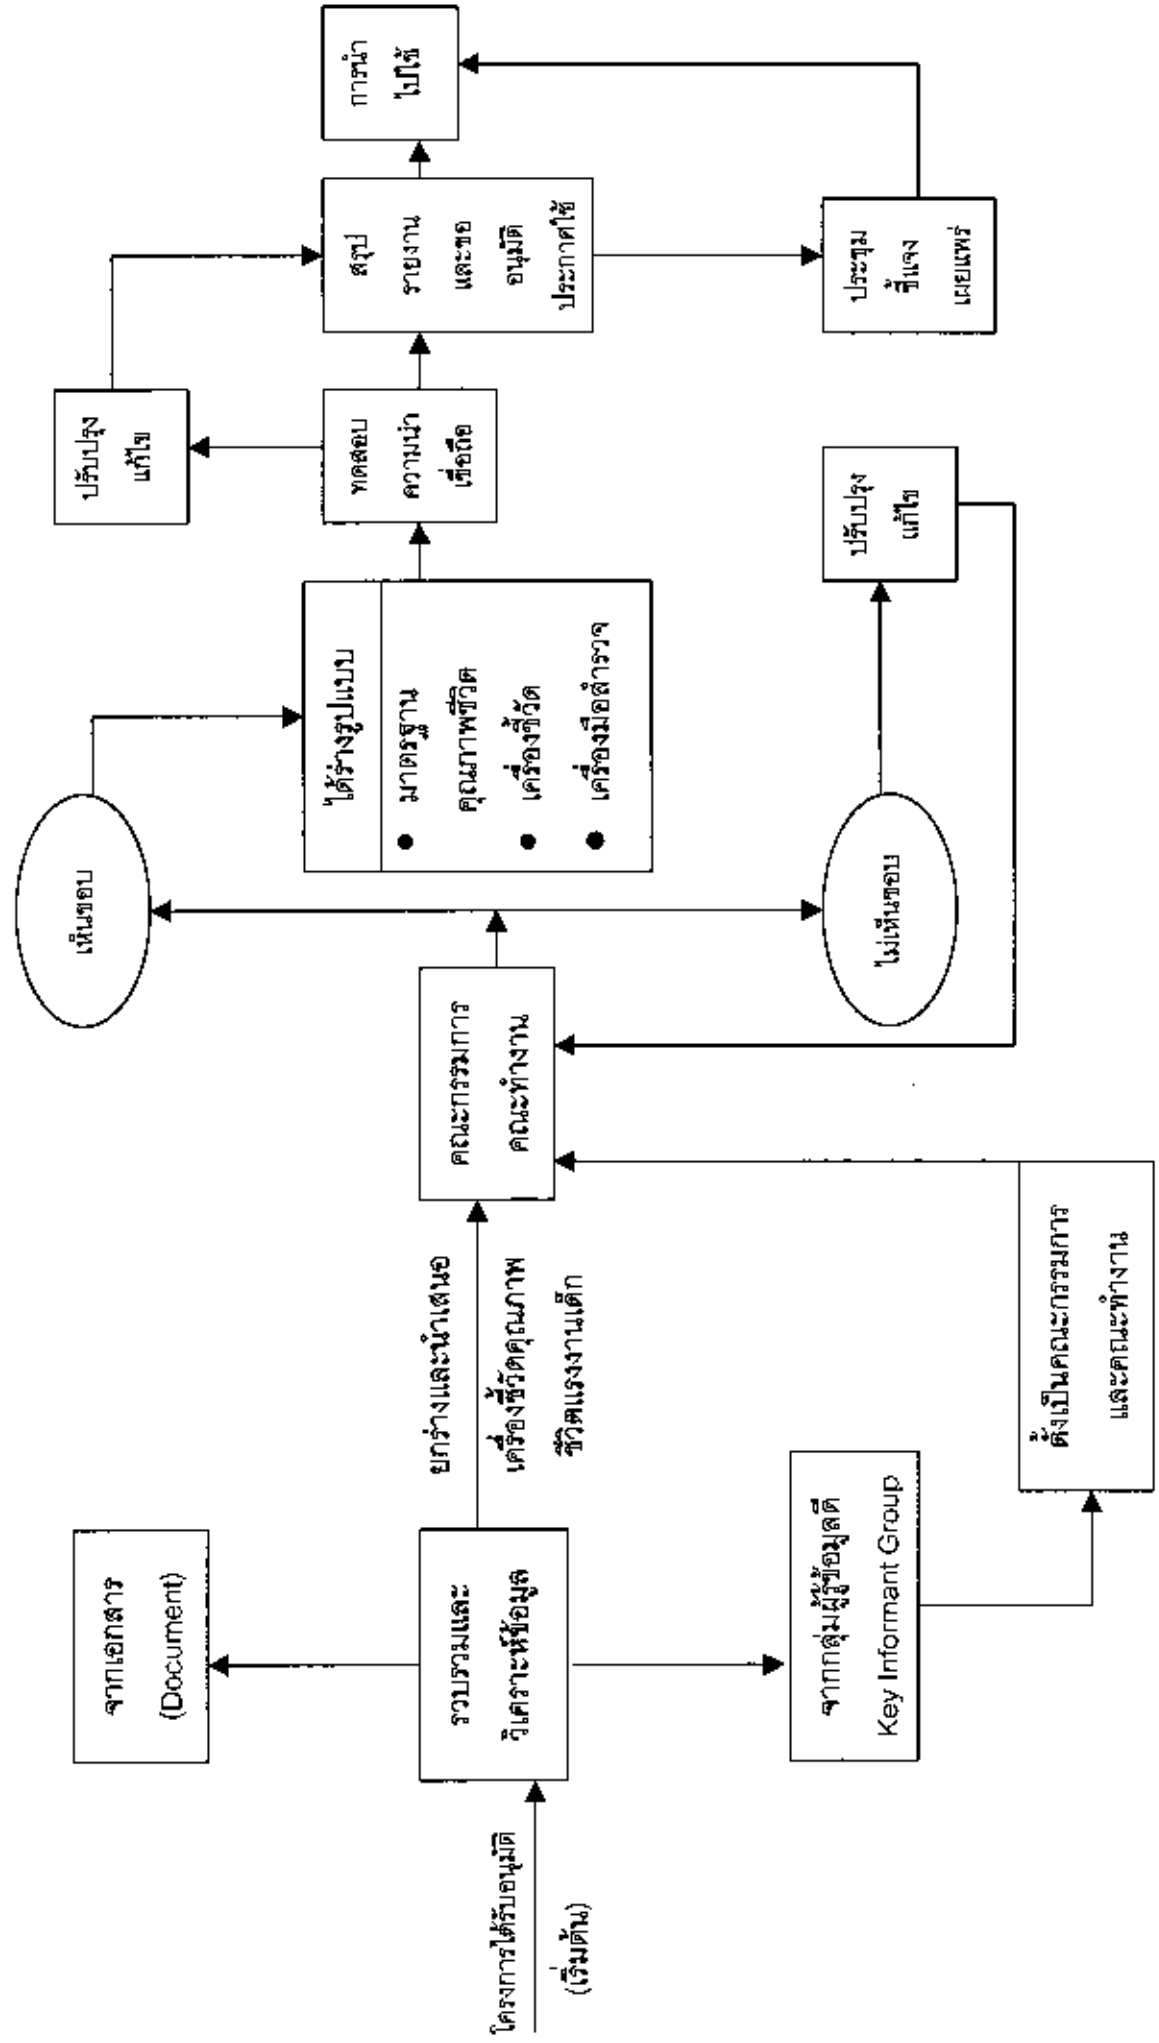 โครงการได้รับอนุมัติ
(เริ่มต้น)
จากเอกสาร
(Document)
รวบรวมและ
วิเคราะห์ข้อมูล
จากกลุ่มผู้รู้ข้อมูลดี
Key Informant Group
ยกร่างและนำเสนอ
เครื่องชี้วัดคุณภาพ
ชีวิตแรงงานเด็ก
ตั้งเป็นคณะกรรมการ
และคณะทำงาน
คณะกรรมการ
คณะทำงาน
เห็นชอบ
ไม่เห็นชอบ
ได้ร่างรูปแบบ
● มาตรฐาน
คุณภาพชีวิต
● เครื่องชี้วัด
● เครื่องมือสำรวจ
ปรับปรุง
แก้ไข
ทดสอบ
ความน่า
เชื่อถือ
ปรับปรุง
แก้ไข
สรุป
รายงาน
และขอ
อนุมัติ
ประกาศใช้
ประชุม
ชี้แจง
เผยแพร่
การนำ
ไปใช้